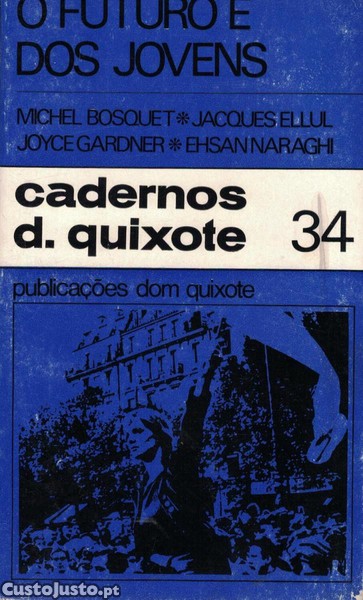 O FUTURO É
DOS JOVENS
MICHEL BOSQUET * JACQUES ELLUL
JOYCE GARDNER * EHSAN NARAGHI
cadernos
d. quixote 34
publicações dom quixote
CustoJusto.pt